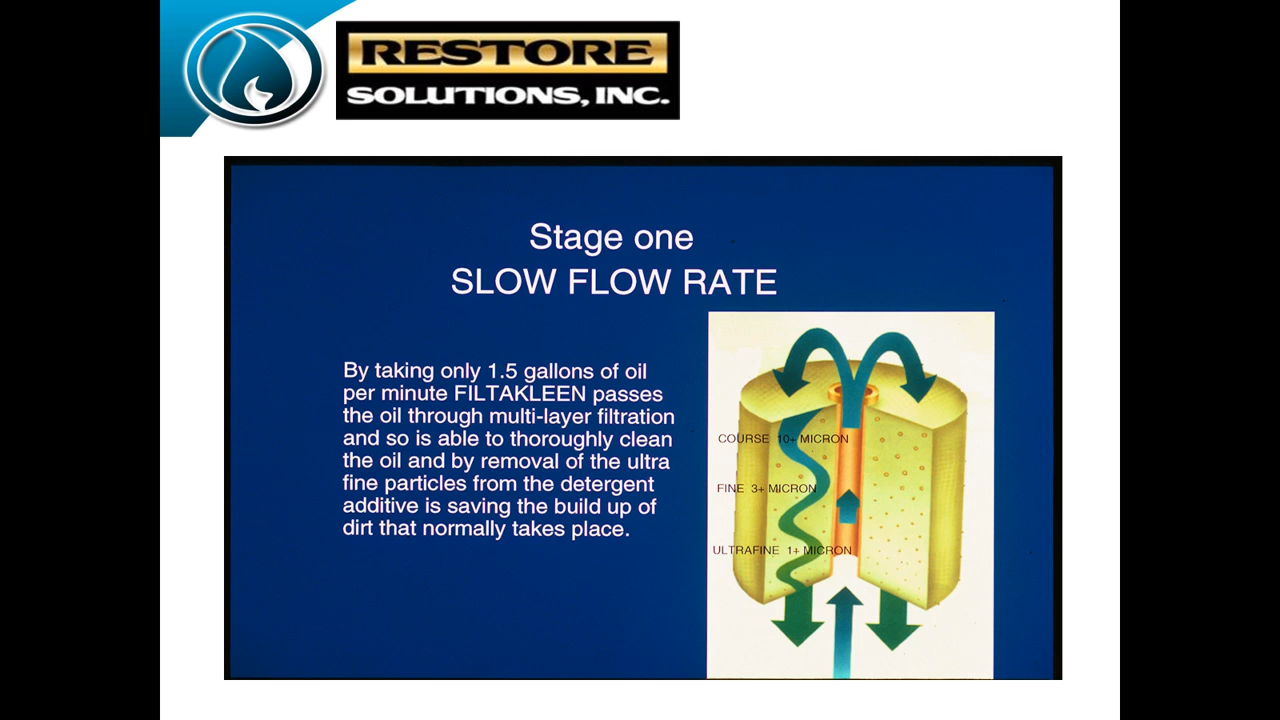 RESTORE
SOLUTIONS, INC.
Stage one
SLOW FLOW RATE
By taking only 1.5 gallons of oil
per minute FILTAKLEEN passes
the oil through multi-layer filtration
and so is able to thoroughly clean
the oil and by removal of the ultra
fine particles from the detergent
additive is saving the build up of
dirt that normally takes place.
COURSE 10+ MICRON
FINE 3+ MICRON
ULTRAFINE 1+ MICRON